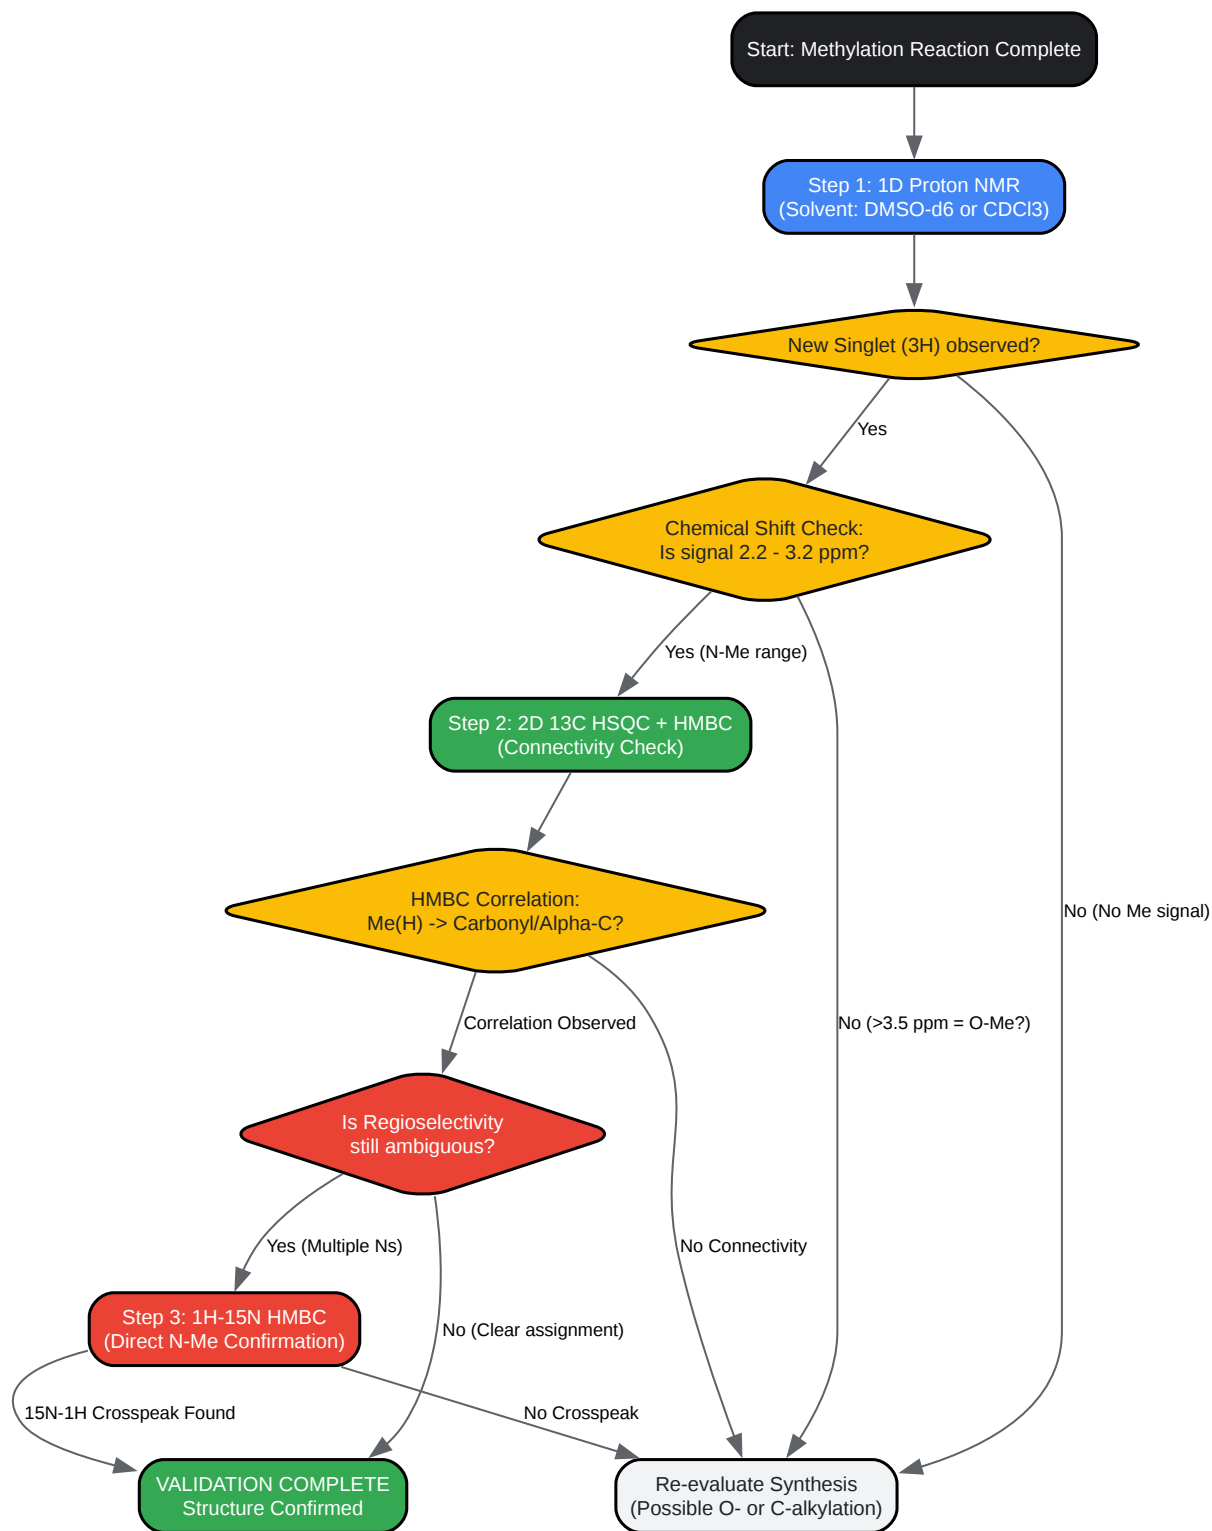 Start: Methylation Reaction Complete
Step 1: 1D Proton NMR
(Solvent: DMSO-d6 or CDCl3)
New Singlet (3H) observed?
Yes
Chemical Shift Check:
Is signal 2.2 - 3.2 ppm?
Yes (N-Me range)
Step 2: 2D 13C HSQC + HMBC
(Connectivity Check)
HMBC Correlation:
Me(H) -> Carbonyl/Alpha-C?
No (No Me signal)
Correlation Observed
No (>3.5 ppm = O-Me?)
Is Regioselectivity
still ambiguous?
Yes (Multiple Ns)
No Connectivity
Step 3: 1H-15N HMBC
(Direct N-Me Confirmation)
No (Clear assignment)
15N-1H Crosspeak Found
No Crosspeak
VALIDATION COMPLETE
Structure Confirmed
Re-evaluate Synthesis
(Possible O- or C-alkylation)